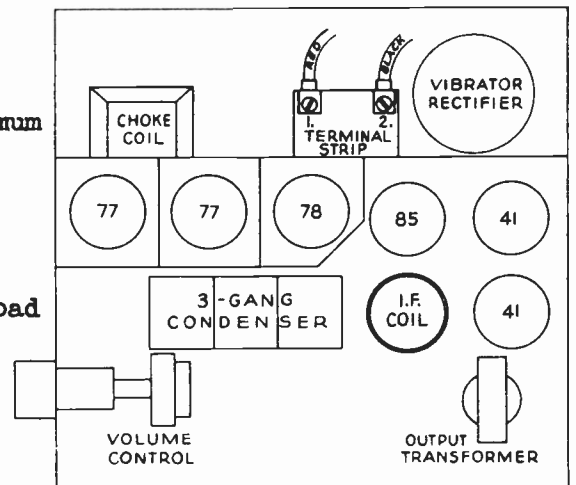 RED
BLACK
VIBRATOR
RECTIFIER
CHOKE
COIL
1.
2.
TERMINAL
STRIP
77
77
78
85
41
3-GANG
CONDENSER
I.F.
COIL
41
VOLUME
CONTROL
OUTPUT
TRANSFORMER